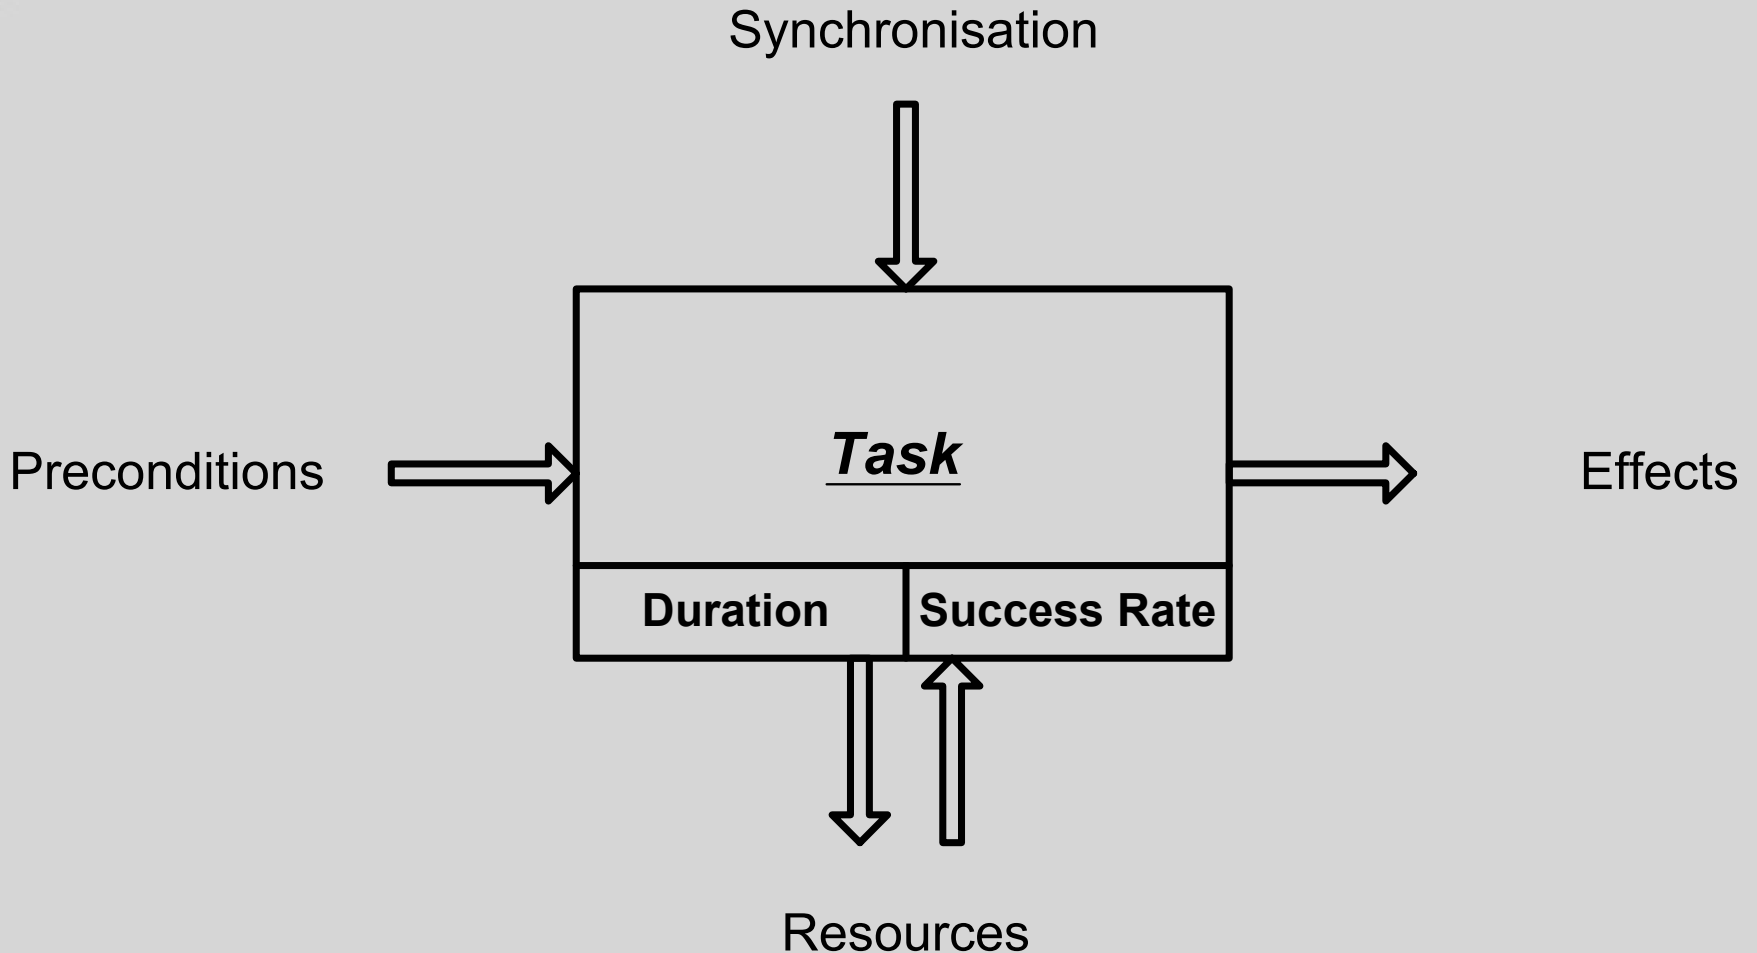 Synchronisation
Preconditions
Task
Effects
Duration
Success Rate
Resources